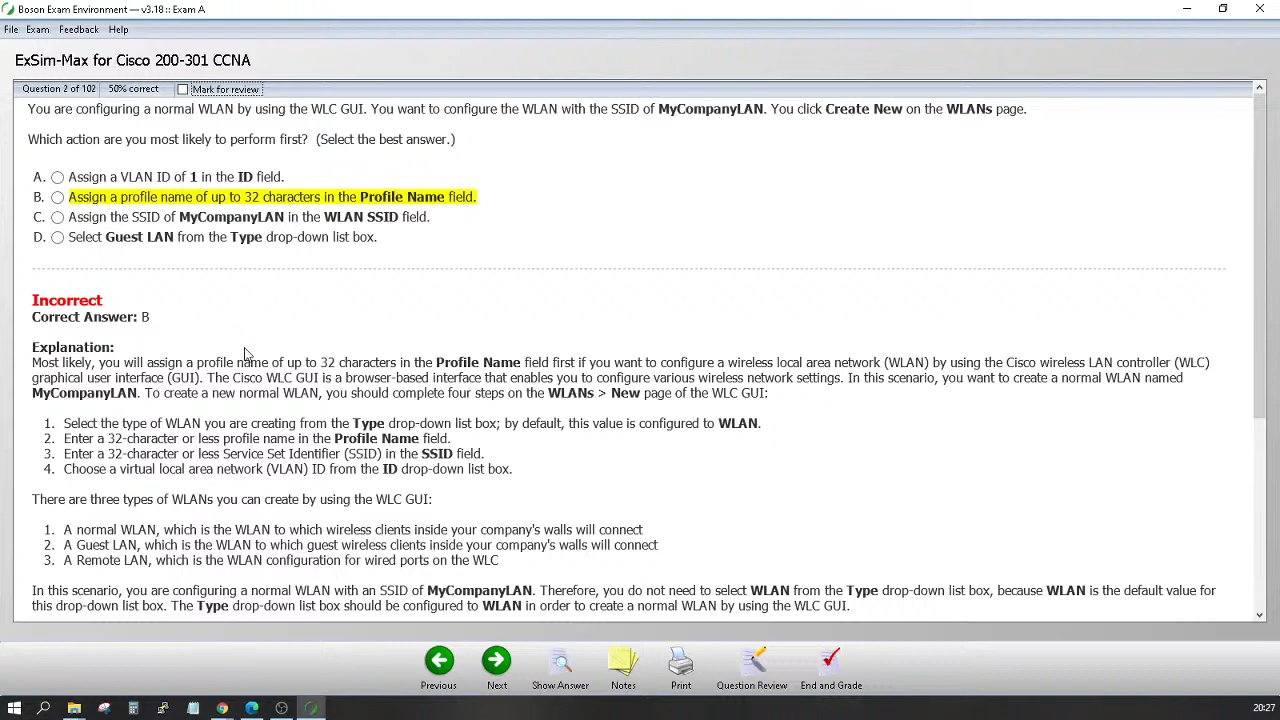 Boson Exam Environment — v3.18 :: Exam A
File Exam Feedback Help
ExSim-Max for Cisco 200-301 CCNA
Question 2 of 102 50% correct Mark for review
You are configuring a normal WLAN by using the WLC GUI. You want to configure the WLAN with the SSID of MyCompanyLAN. You click Create New on the WLANs page.
Which action are you most likely to perform first? (Select the best answer.)
A. Assign a VLAN ID of 1 in the ID field.
B. Assign a profile name of up to 32 characters in the Profile Name field.
C. Assign the SSID of MyCompanyLAN in the WLAN SSID field.
D. Select Guest LAN from the Type drop-down list box.
Incorrect
Correct Answer: B
Explanation:
Most likely, you will assign a profile name of up to 32 characters in the Profile Name field first if you want to configure a wireless local area network (WLAN) by using the Cisco wireless LAN controller (WLC)
graphical user interface (GUI). The Cisco WLC GUI is a browser-based interface that enables you to configure various wireless network settings. In this scenario, you want to create a normal WLAN named
MyCompanyLAN. To create a new normal WLAN, you should complete four steps on the WLANs > New page of the WLC GUI:
1. Select the type of WLAN you are creating from the Type drop-down list box; by default, this value is configured to WLAN.
2. Enter a 32-character or less profile name in the Profile Name field.
3. Enter a 32-character or less Service Set Identifier (SSID) in the SSID field.
4. Choose a virtual local area network (VLAN) ID from the ID drop-down list box.
There are three types of WLANs you can create by using the WLC GUI:
1. A normal WLAN, which is the WLAN to which wireless clients inside your company's walls will connect
2. A Guest LAN, which is the WLAN to which guest wireless clients inside your company's walls will connect
3. A Remote LAN, which is the WLAN configuration for wired ports on the WLC
In this scenario, you are configuring a normal WLAN with an SSID of MyCompanyLAN. Therefore, you do not need to select WLAN from the Type drop-down list box, because WLAN is the default value for
this drop-down list box. The Type drop-down list box should be configured to WLAN in order to create a normal WLAN by using the WLC GUI.
Previous Next Show Answer Notes Print Question Review End and Grade
20:27